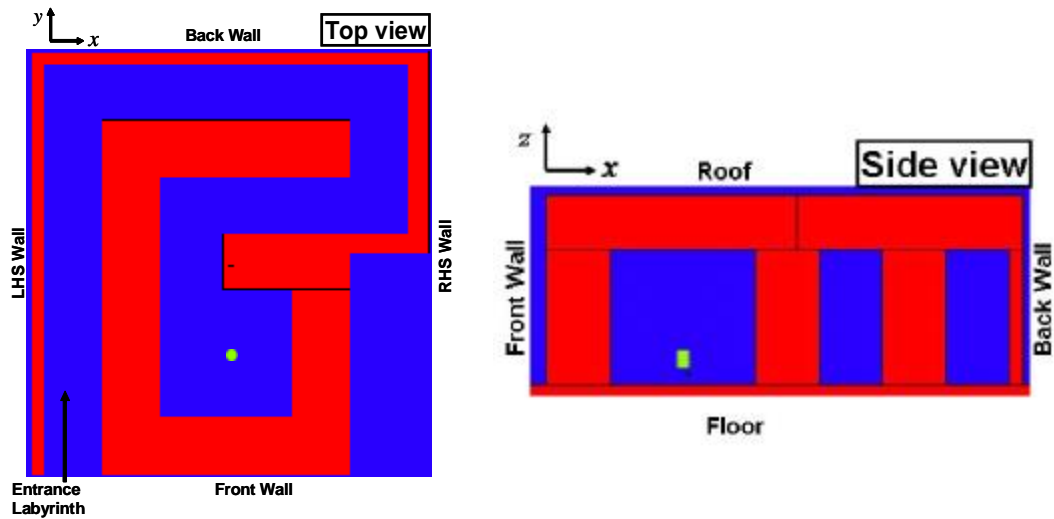 y
x
Back Wall
Top view
LHS Wall
RHS Wall
Entrance
Labyrinth
Front Wall
z
x
Roof
Side view
Front Wall
Back Wall
Floor